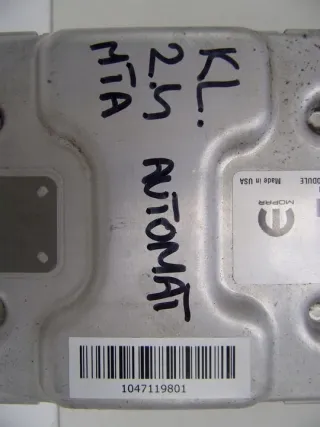 KL.
2.4 AUTOMAT
MTA
ODULE
Made in USA
MOPAR
1047119801